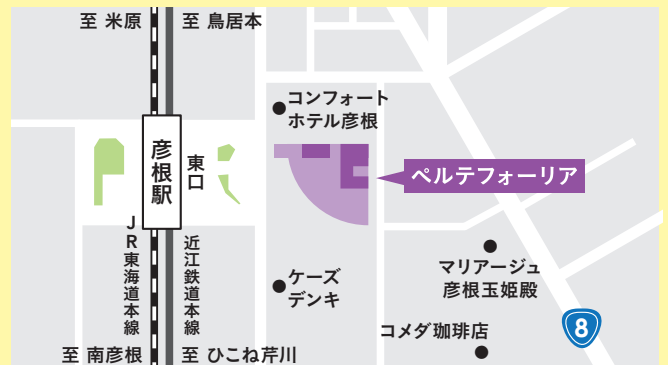 至 米原
至 鳥居本
コンフォート
ホテル彦根
彦根駅
東口
ペルテフォーリア
JR東海道本線
近江鉄道本線
ケーズ
デンキ
マリアージュ
彦根玉姫殿
コメダ珈琲店
8
至 南彦根
至 ひこね芹川